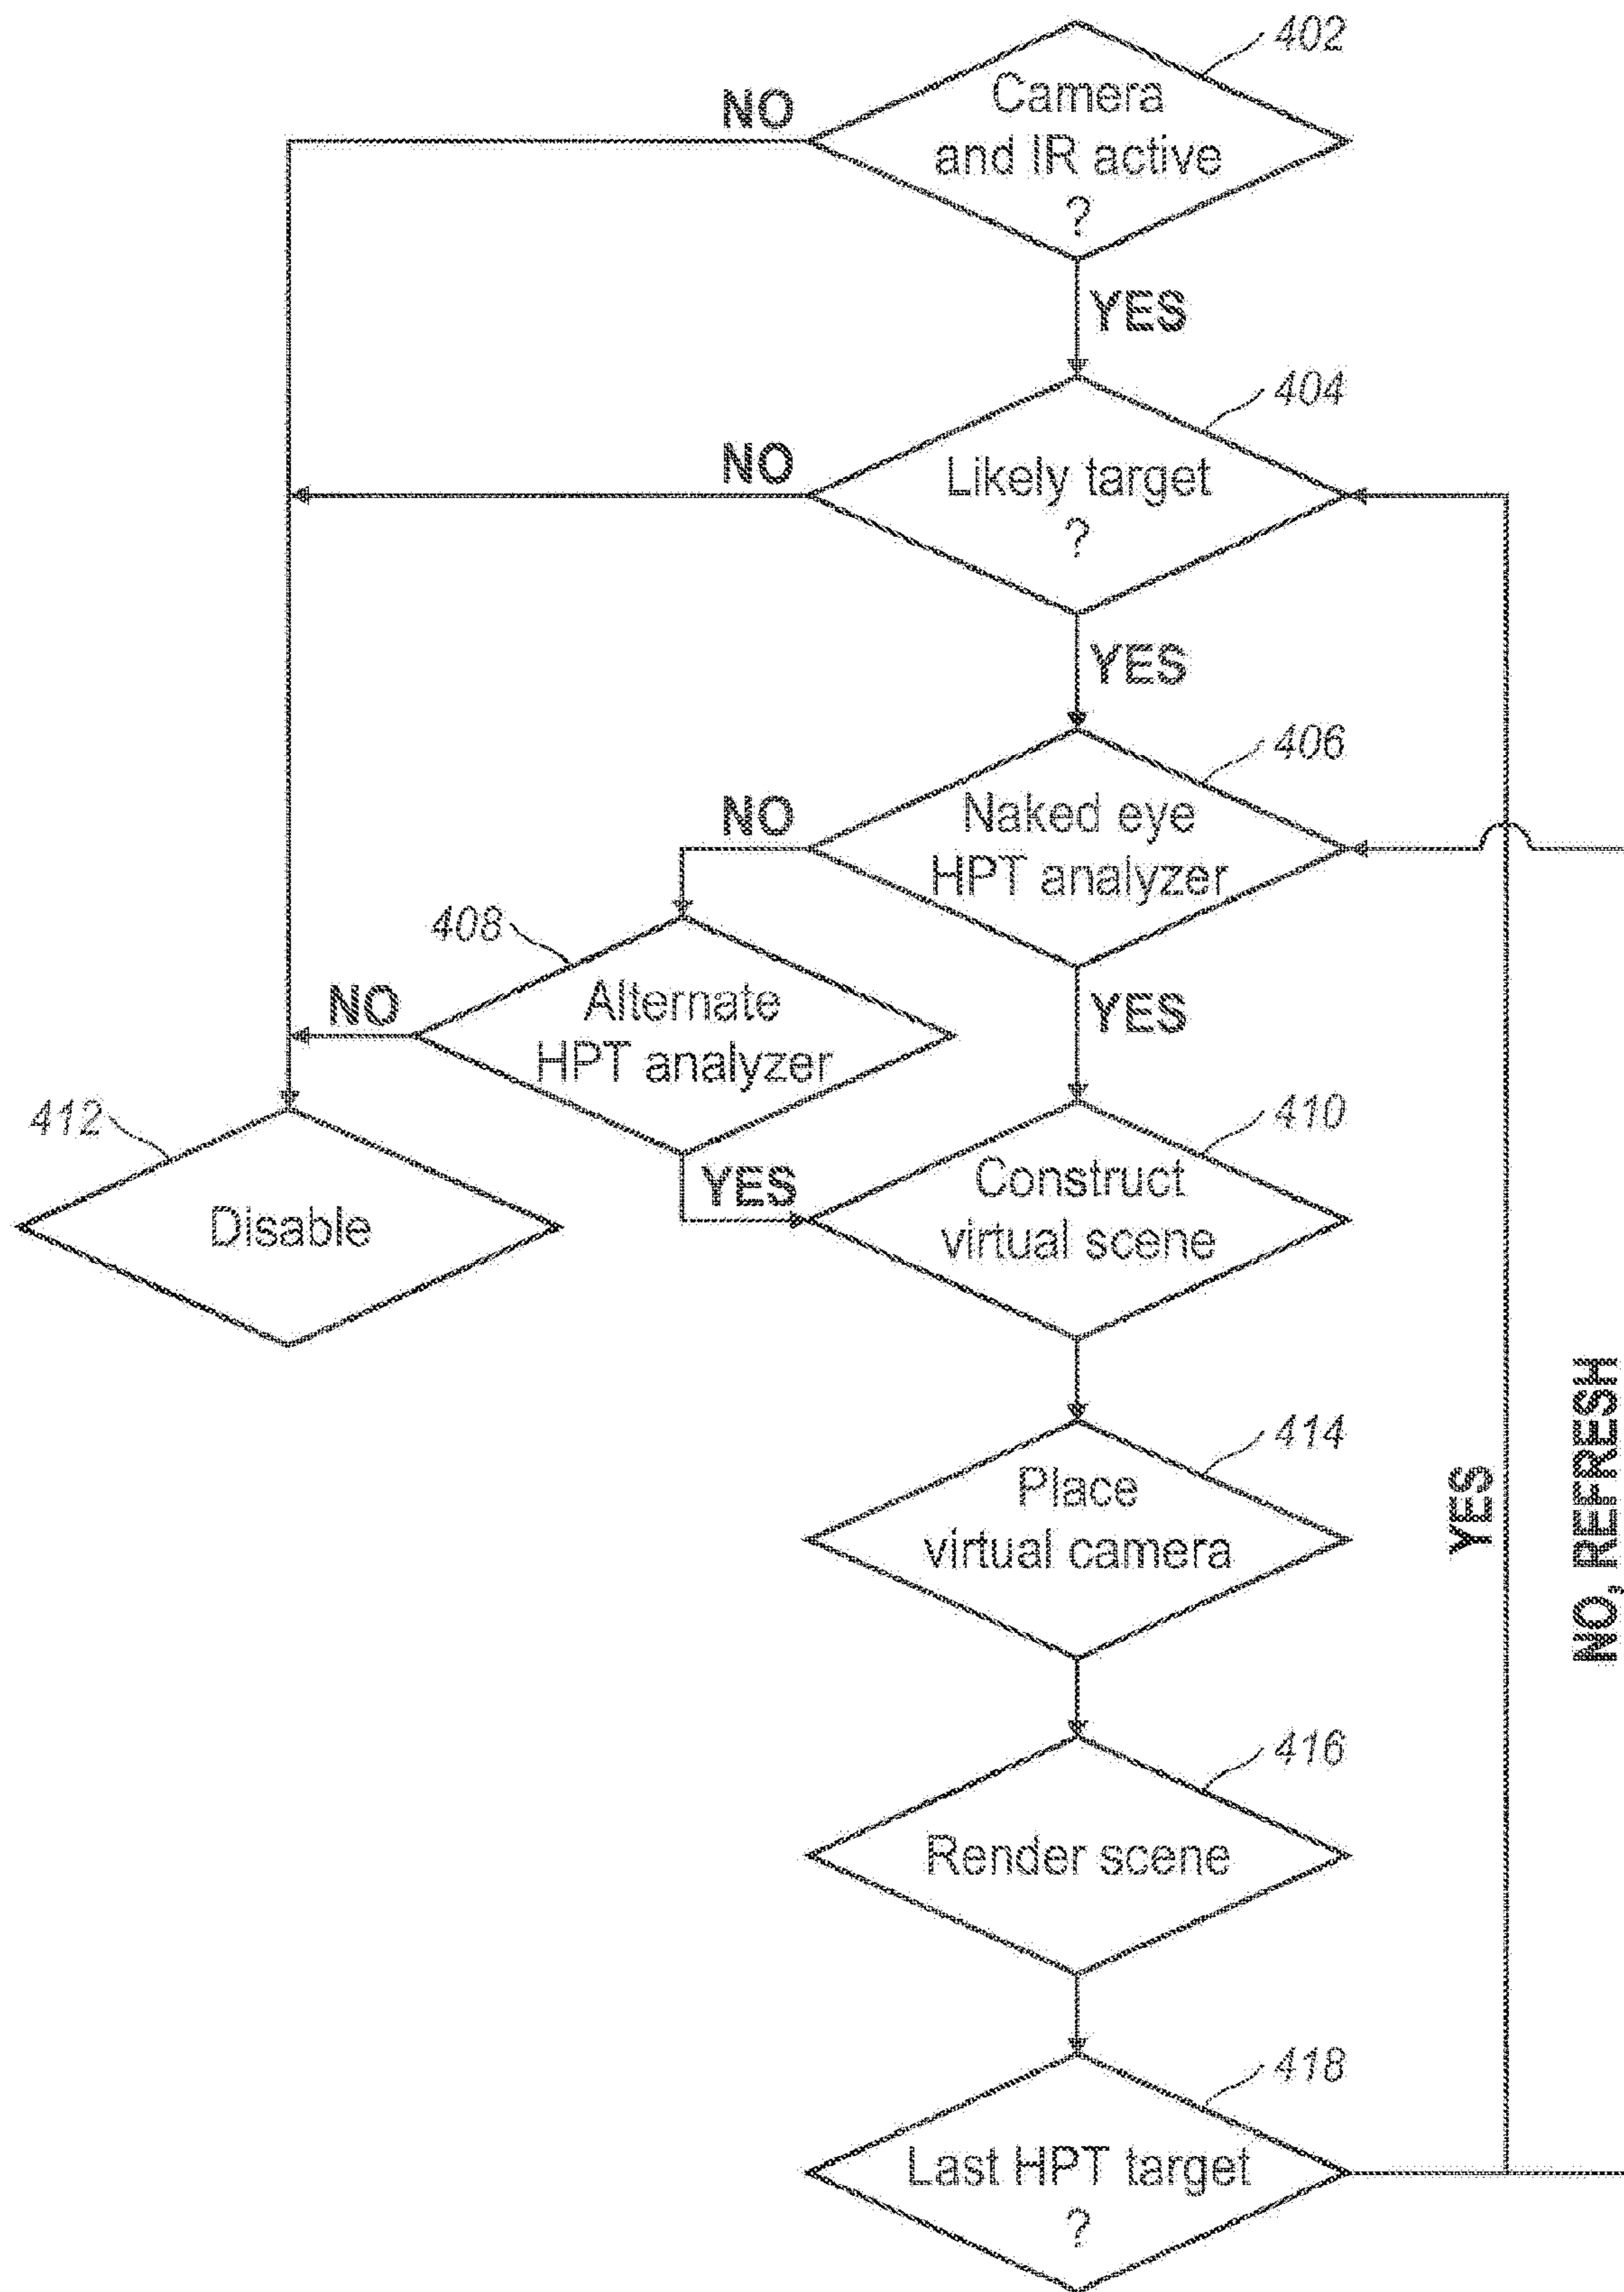 402
Camera
and IR active
?
NO
YES
404
Likely target
?
NO
YES
406
Naked eye
HPT analyzer
NO
YES
408
Alternate
HPT analyzer
NO
YES
410
Construct
virtual scene
412
Disable
414
Place
virtual camera
416
Render scene
418
Last HPT target
?
YES
NO, REFRESH